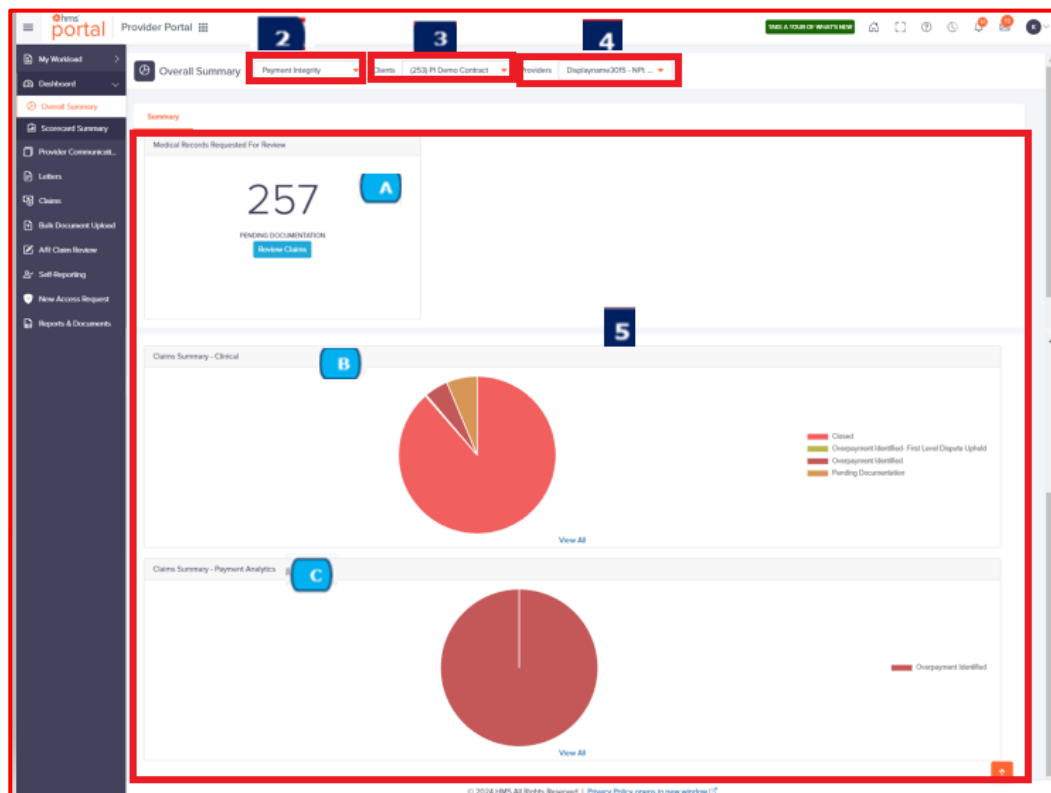 hms
portal
Provider Portal
TAKE A TOUR OF WHAT'S NEW
K
2
3
4
My Workload
Overall Summary
Payment Integrity
Clients
(253) PI Demo Contract
Providers
Displayname3015 - NPI: ...
Dashboard
Overall Summary
Scorecard Summary
Provider Communicati...
Letters
Claims
Bulk Document Upload
AIR Claim Review
Self-Reporting
New Access Request
Reports & Documents
Summary
Medical Records Requested For Review
A
257
PENDING DOCUMENTATION
Review Claims
5
Claims Summary - Clinical
B
Closed
Overpayment Identified- First Level Dispute Upheld
Overpayment Identified
Pending Documentation
View All
Claims Summary - Payment Analytics
C
Overpayment Identified
View All
© 2024 HMS All Rights Reserved. | Privacy Policy opens in new window